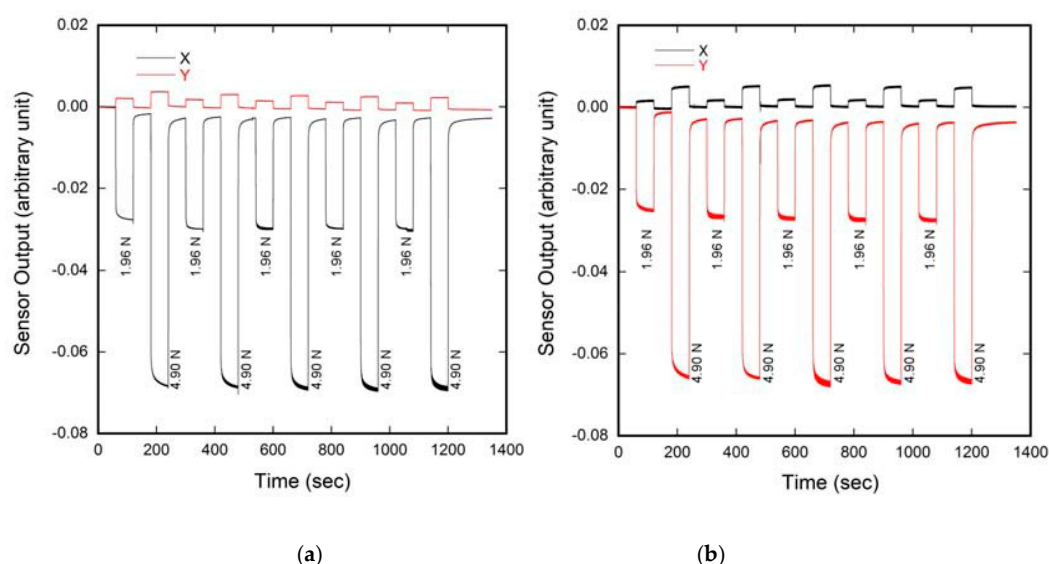 0.02
0.00
-0.02
-0.04
-0.06
-0.08
Sensor Output (arbitrary unit)
X
Y
1.96 N
1.96 N
1.96 N
1.96 N
1.96 N
4.90 N
4.90 N
4.90 N
4.90 N
4.90 N
0 200 400 600 800 1000 1200 1400
Time (sec)
(a)
0.02
0.00
-0.02
-0.04
-0.06
-0.08
Sensor Output (arbitrary unit)
X
Y
1.96 N
1.96 N
1.96 N
1.96 N
1.96 N
4.90 N
4.90 N
4.90 N
4.90 N
4.90 N
0 200 400 600 800 1000 1200 1400
Time (sec)
(b)